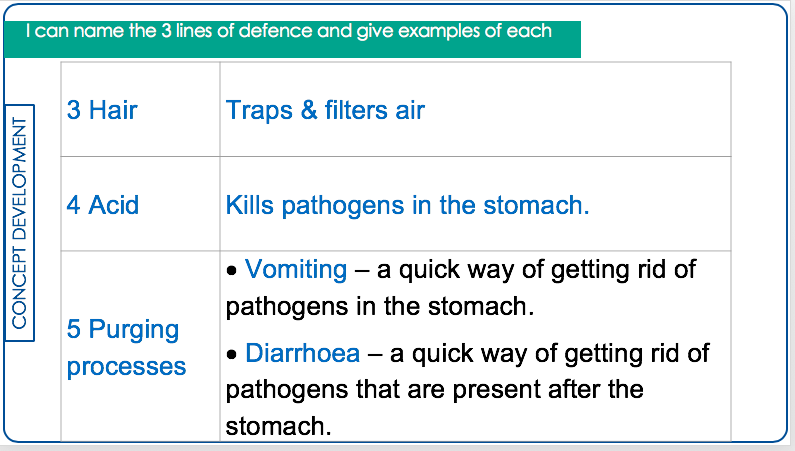 I can name the 3 lines of defence and give examples of each
CONCEPT DEVELOPMENT
3 Hair
Traps & filters air
4 Acid
Kills pathogens in the stomach.
5 Purging
processes
• Vomiting – a quick way of getting rid of
pathogens in the stomach.
• Diarrhoea – a quick way of getting rid of
pathogens that are present after the
stomach.